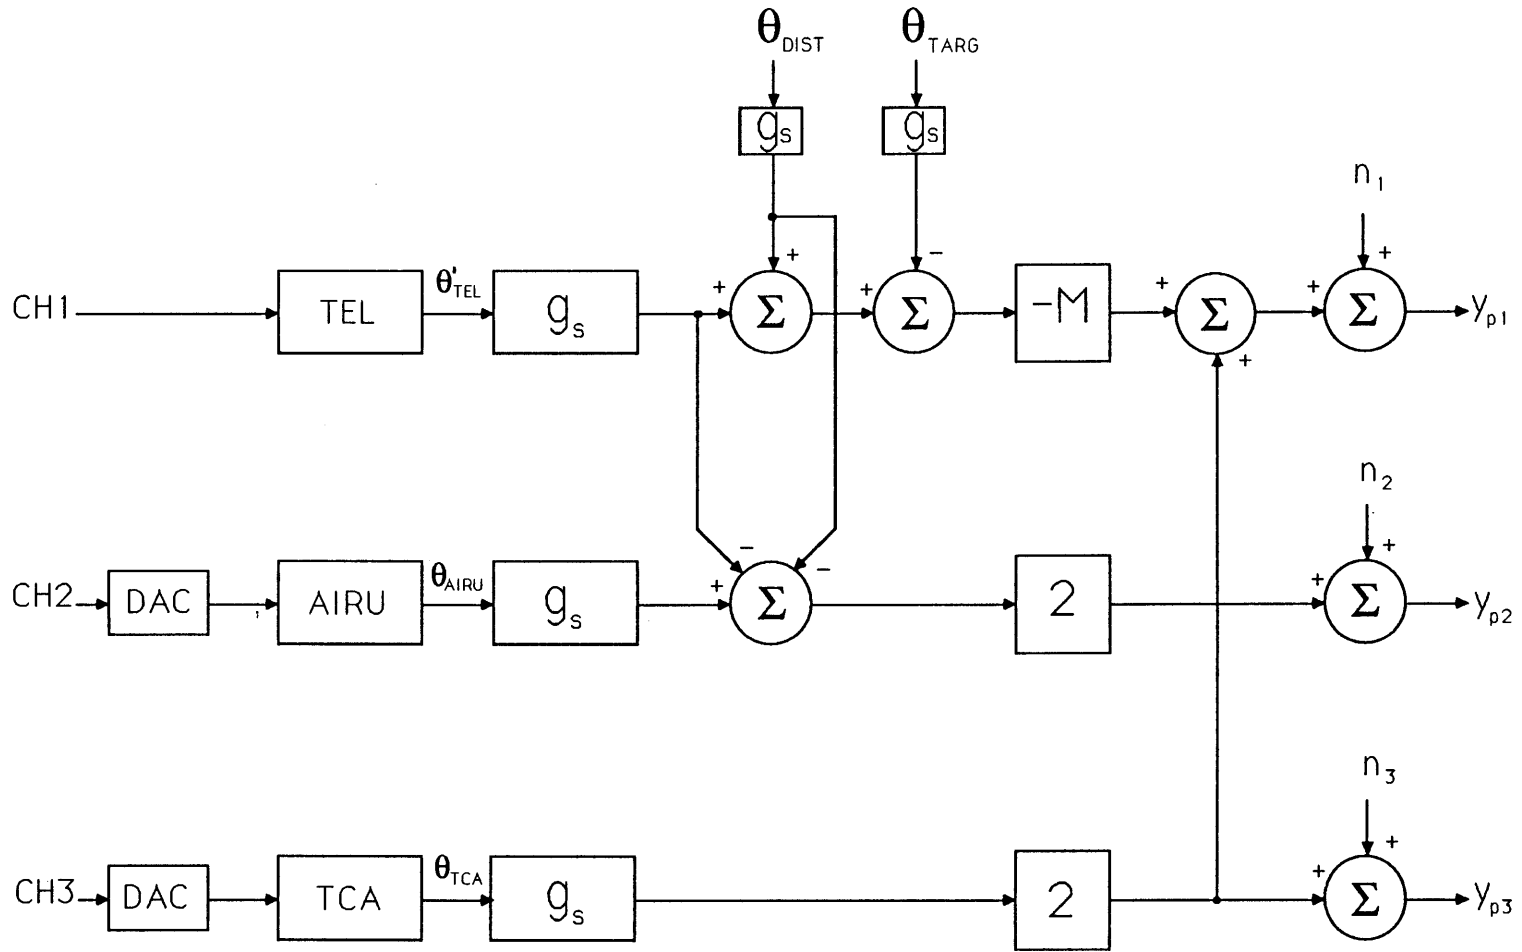 θDIST
θTARG
gs
gs
n1
+
-
+
CH1
TEL
θ'TEL
gs
+
Σ
+
Σ
-M
+
Σ
+
+
Σ
yp1
n2
-
-
+
CH2
DAC
AIRU
θAIRU
gs
+
Σ
2
+
Σ
yp2
n3
+
CH3
DAC
TCA
θTCA
gs
2
+
Σ
yp3